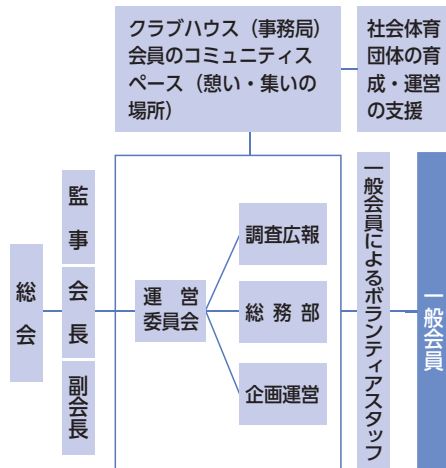 クラブハウス（事務局）
会員のコミュニティス
ペース（憩い・集いの
場所）
社会体育
団体の育
成・運営
の支援
総会
監事
会長
副会長
運営
委員会
調査広報
総務部
企画運営
一般会員によるボランティアスタッフ
一般会員